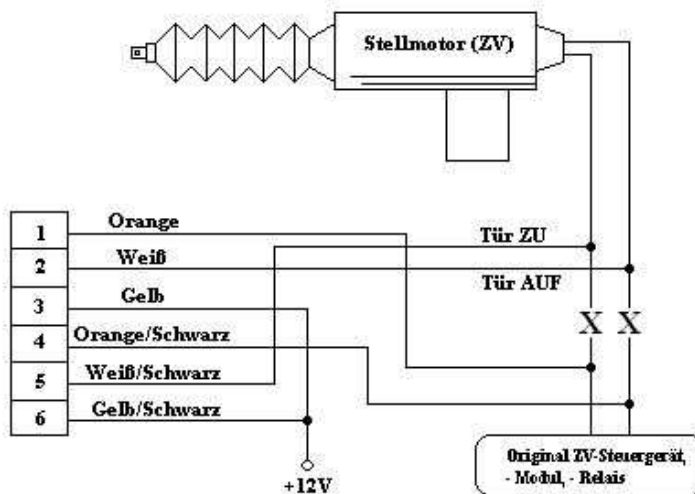 Stellmotor (ZV)
1 Orange
Tür ZU
2 Weiß
Tür AUF
3 Gelb
X X
4 Orange/Schwarz
5 Weiß/Schwarz
6 Gelb/Schwarz
+12V
Original ZV-Steuergerät,
- Modul, - Relais